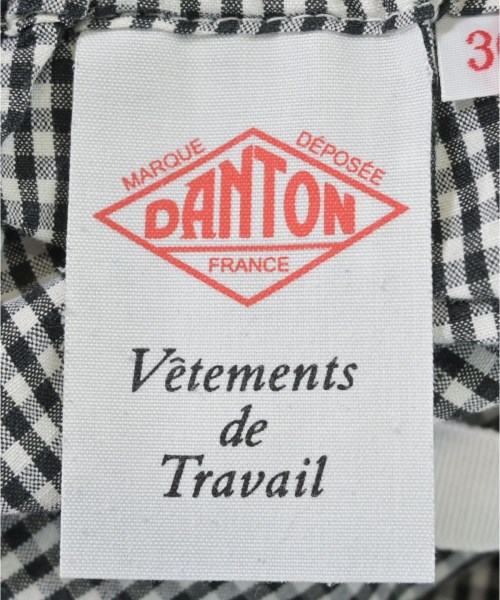 MARQUE DÉPOSÉE
DANTON
FRANCE
Vêtements
de
Travail